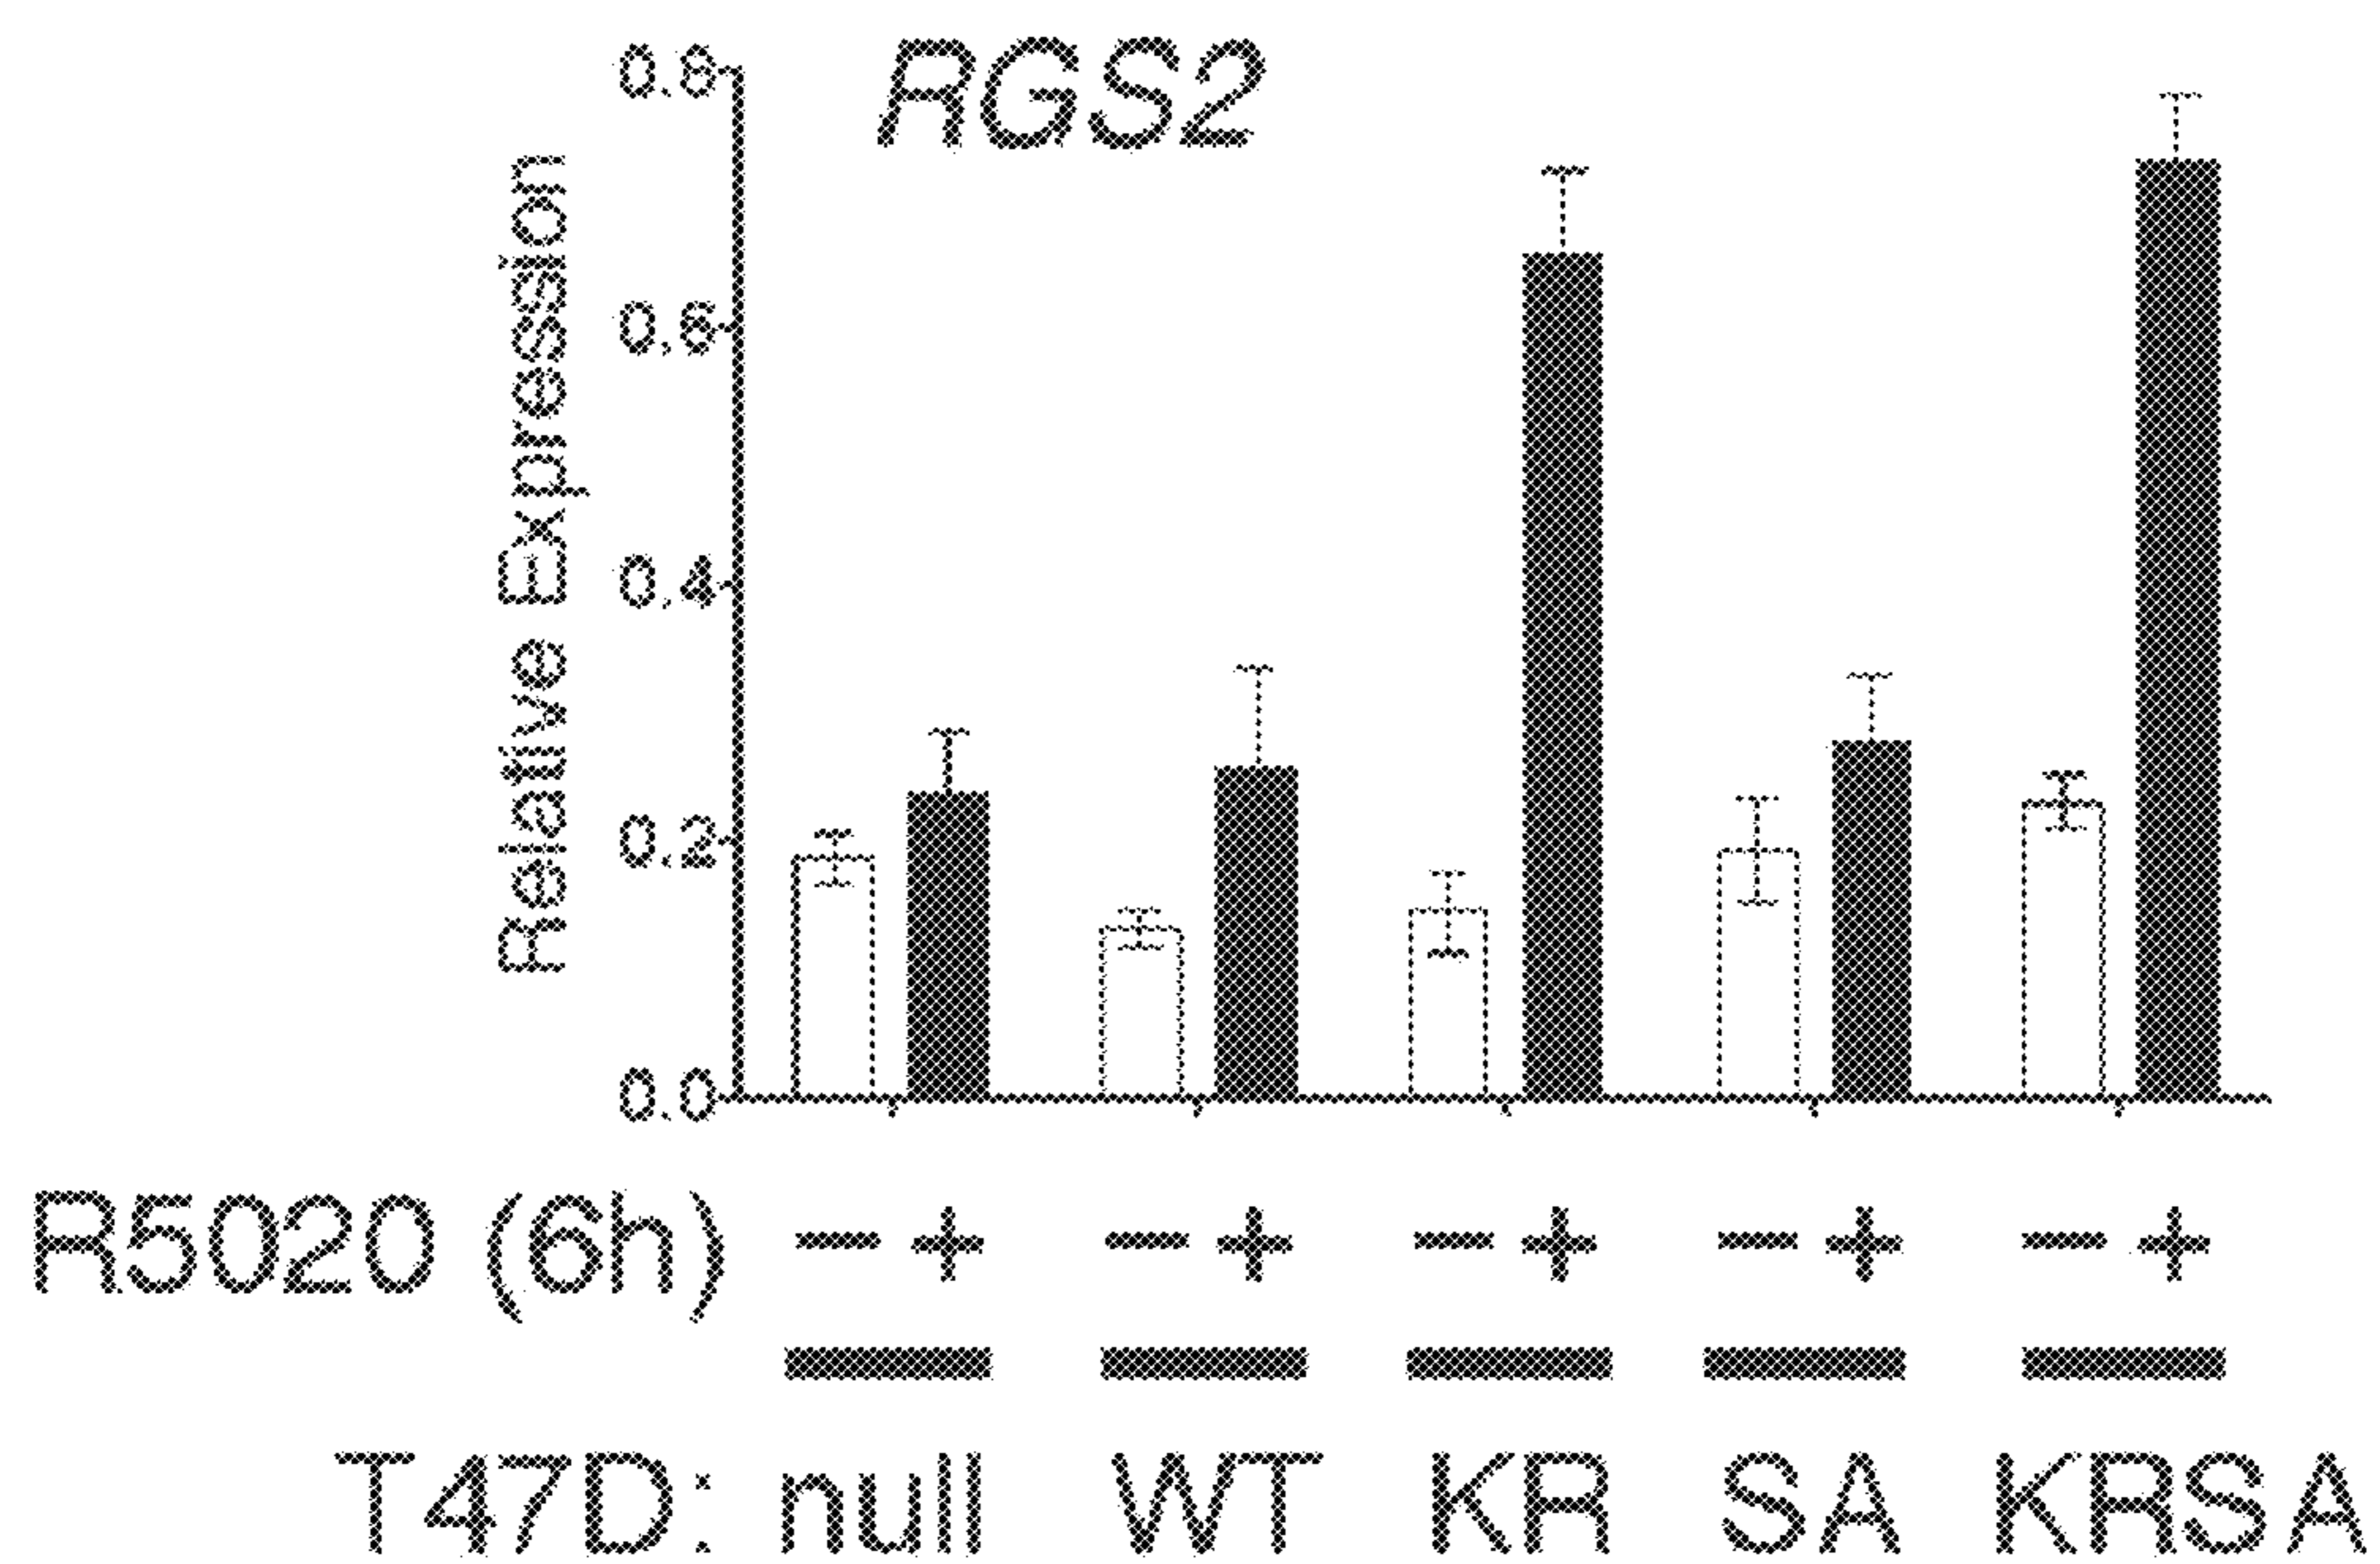 RGS2
Relative Expression
0.8
0.6
0.4
0.2
0.0
R5020 (6h) − + − + − + − + − +
T47D: null WT KR SA KRSA